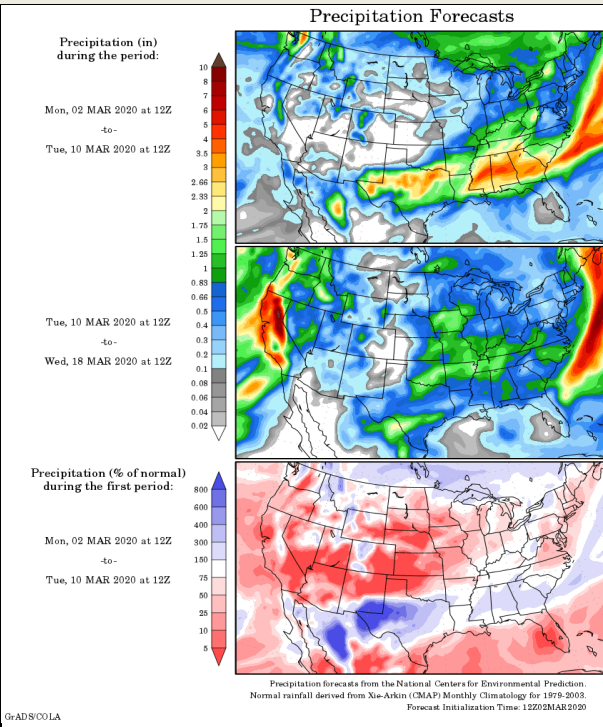 Precipitation Forecasts
Precipitation (in)
during the period:
Mon, 02 MAR 2020 at 12Z
-to-
Tue, 10 MAR 2020 at 12Z
10
8
7
6
5
4
3.5
3
2.66
2.33
2
1.75
1.5
1.25
1
0.83
0.66
0.5
0.4
0.3
0.2
0.1
0.08
0.06
0.04
0.02
Tue, 10 MAR 2020 at 12Z
-to-
Wed, 18 MAR 2020 at 12Z
Precipitation (% of normal)
during the first period:
Mon, 02 MAR 2020 at 12Z
-to-
Tue, 10 MAR 2020 at 12Z
800
600
400
300
150
75
50
25
10
5
Precipitation forecasts from the National Centers for Environmental Prediction.
Normal rainfall derived from Xie-Arkin (CMAP) Monthly Climatology for 1979-2003.
Forecast Initialization Time: 12Z02MAR2020
GrADS/COLA